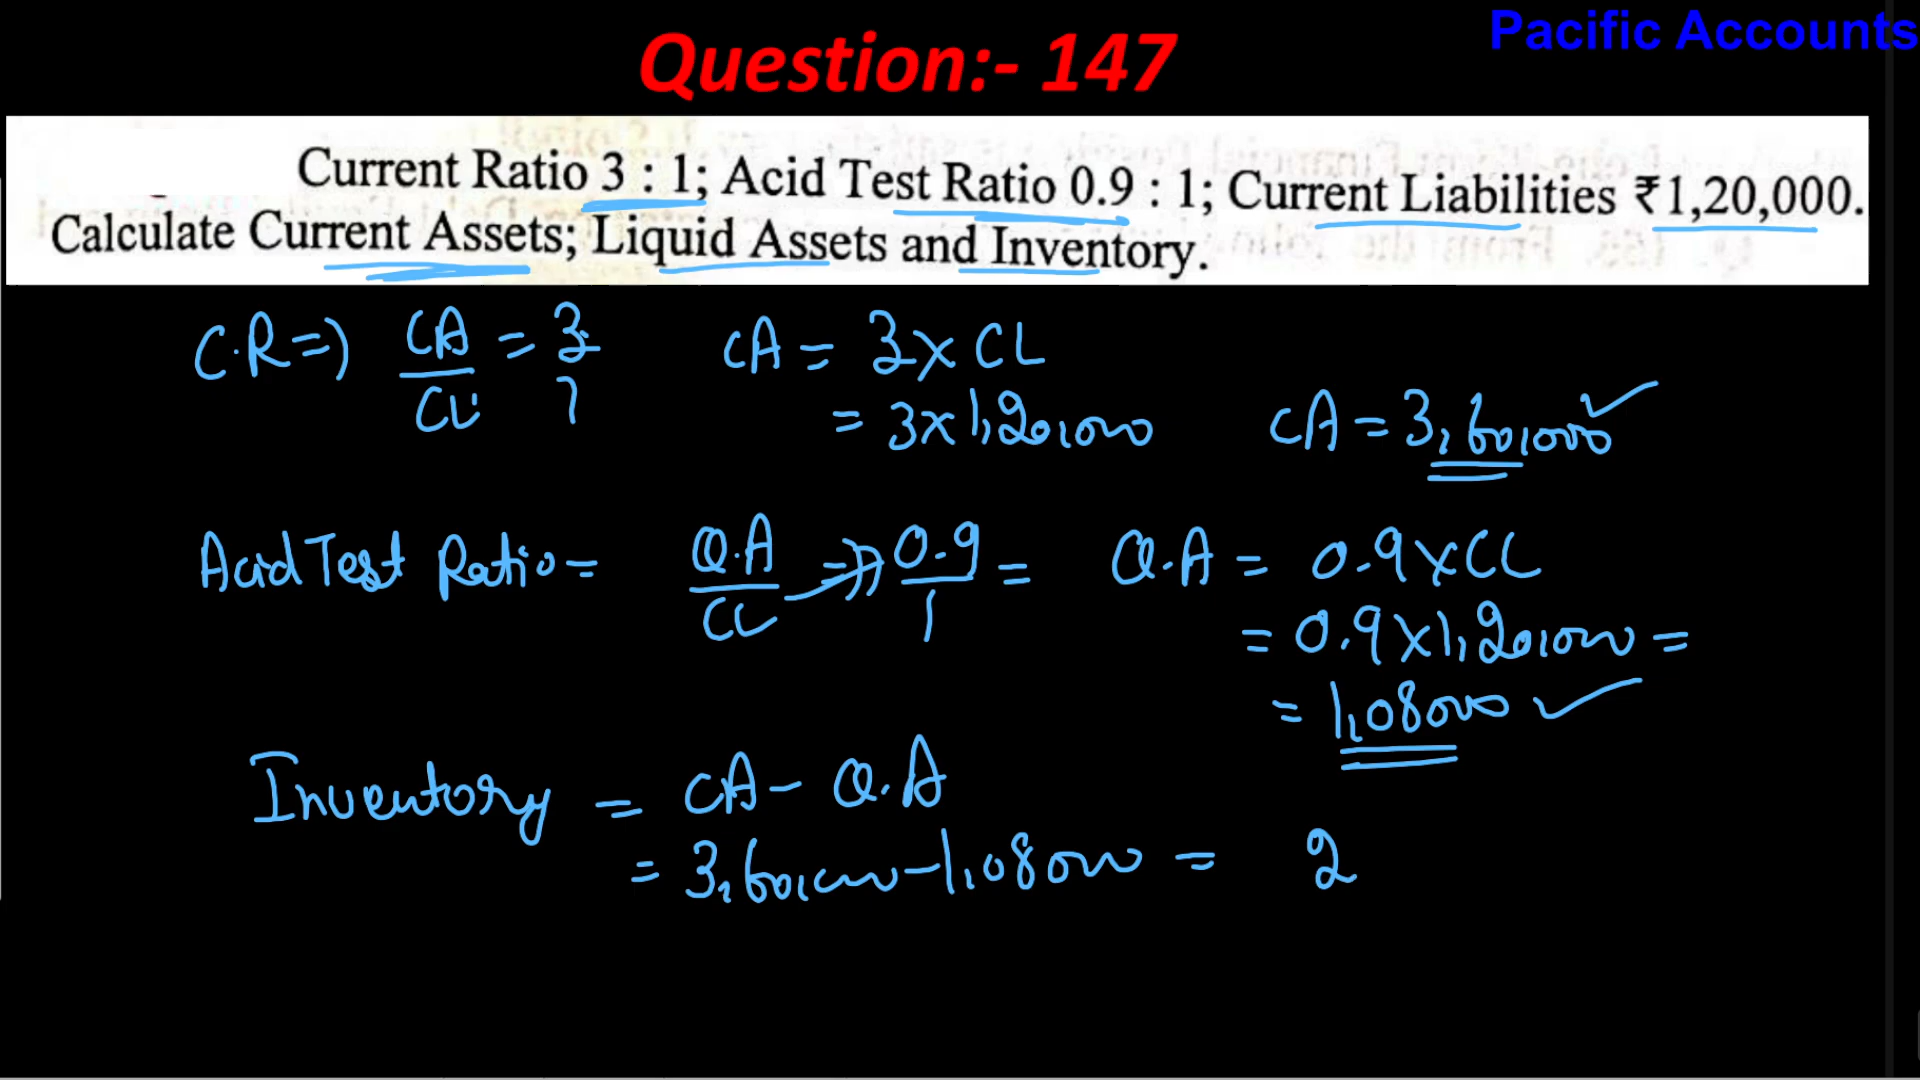 Pacific Accounts
Question:- 147
Current Ratio 3 : 1; Acid Test Ratio 0.9 : 1; Current Liabilities ₹1,20,000.
Calculate Current Assets; Liquid Assets and Inventory.
C.R => CA/CL = 3/1 CA = 3 x CL
= 3 x 1,20,000 CA = 3,60,000 ✓
Acid Test Ratio = Q.A/CL => 0.9/1 = Q.A = 0.9 x CL
= 0.9 x 1,20,000 =
= 1,08000 ✓
Inventory = CA - Q.A
= 3,60,000 - 1,08000 = 2